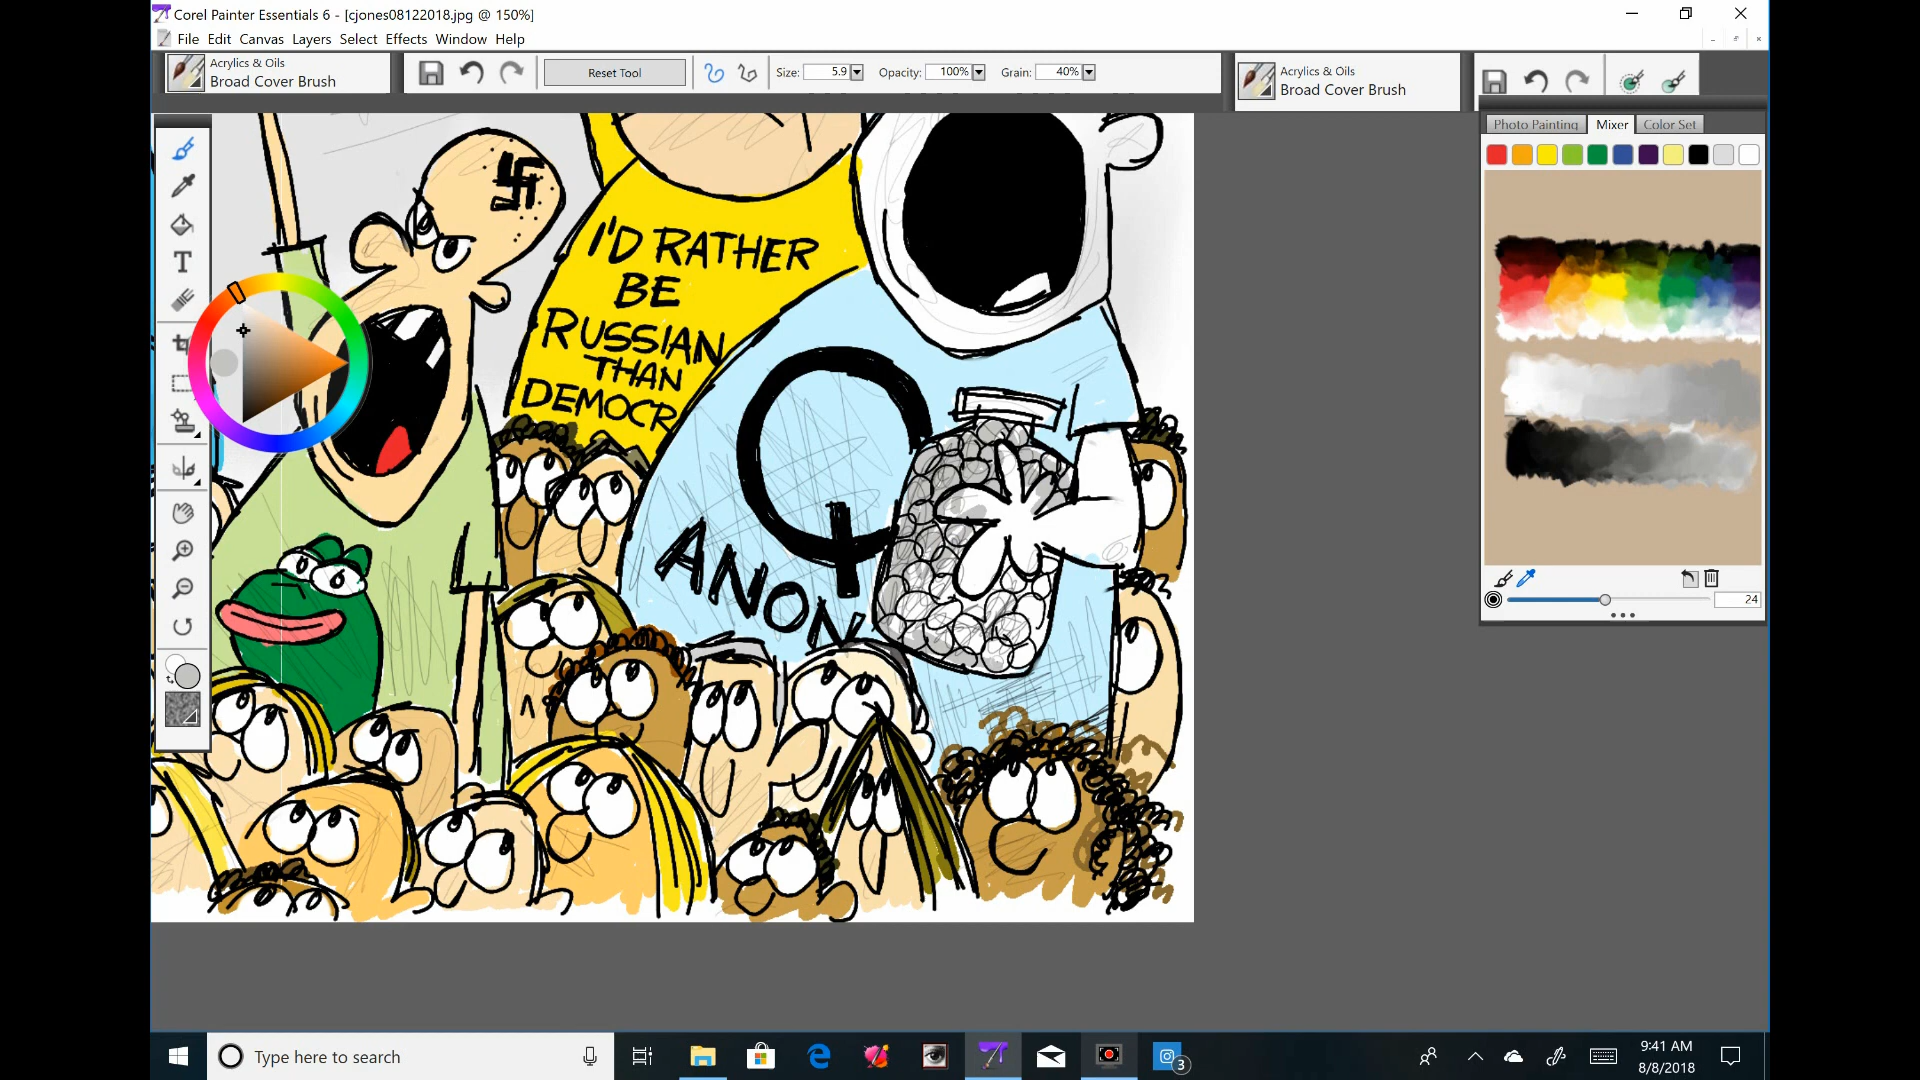 Corel Painter Essentials 6 - [cjones08122018.jpg @ 150%]
File Edit Canvas Layers Select Effects Window Help
Acrylics & Oils
Broad Cover Brush
Reset Tool
Size: 5.9
Opacity: 100%
Grain: 40%
Acrylics & Oils
Broad Cover Brush
Photo Painting
Mixer
Color Set
I'D RATHER
BE
RUSSIAN
THAN
DEMOCR
Q
ANON
24
Type here to search
3
9:41 AM
8/8/2018